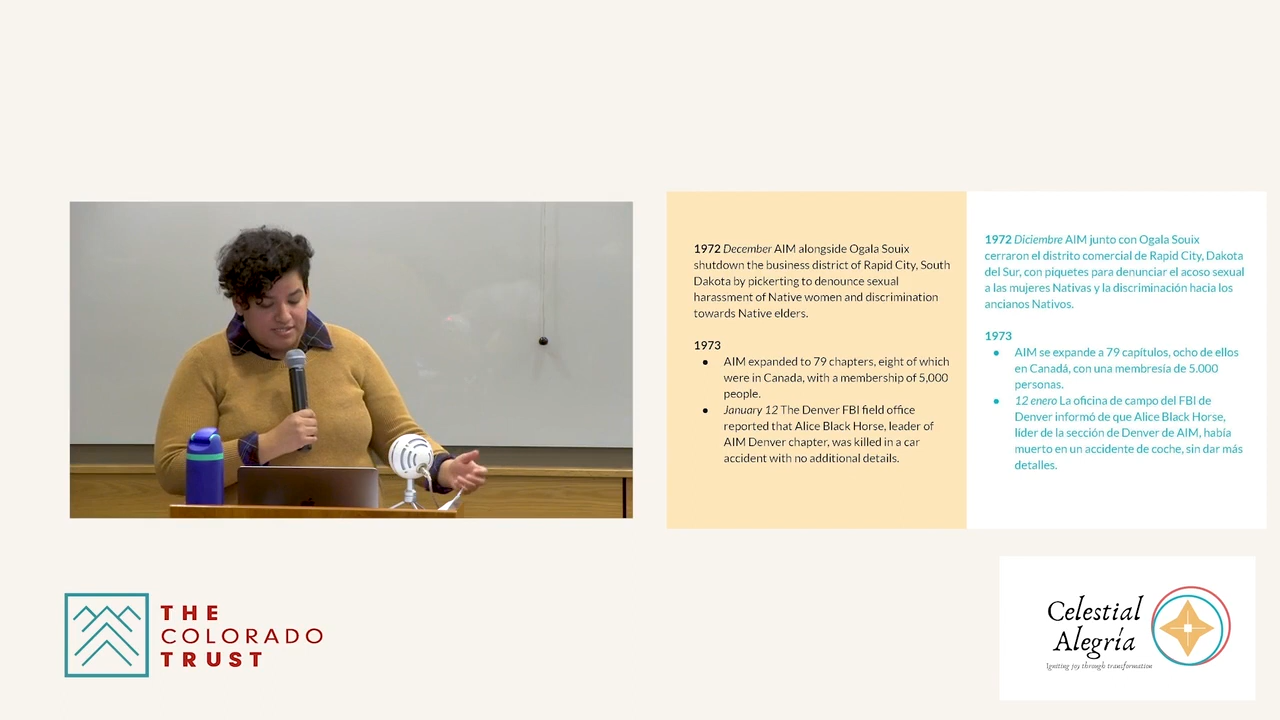 1972 December AIM alongside Ogala Souix
shutdown the business district of Rapid City, South
Dakota by pickerting to denounce sexual
harassment of Native women and discrimination
towards Native elders.
1973
● AIM expanded to 79 chapters, eight of which
were in Canada, with a membership of 5,000
people.
● January 12 The Denver FBI field office
reported that Alice Black Horse, leader of
AIM Denver chapter, was killed in a car
accident with no additional details.
1972 Diciembre AIM junto con Ogala Souix
cerraron el distrito comercial de Rapid City, Dakota
del Sur, con piquetes para denunciar el acoso sexual
a las mujeres Nativas y la discriminación hacia los
ancianos Nativos.
1973
● AIM se expande a 79 capítulos, ocho de ellos
en Canadá, con una membresía de 5.000
personas.
● 12 enero La oficina de campo del FBI de
Denver informó de que Alice Black Horse,
líder de la sección de Denver de AIM, había
muerto en un accidente de coche, sin dar más
detalles.
THE
COLORADO
TRUST
Celestial
Alegría
Igniting joy through transformation